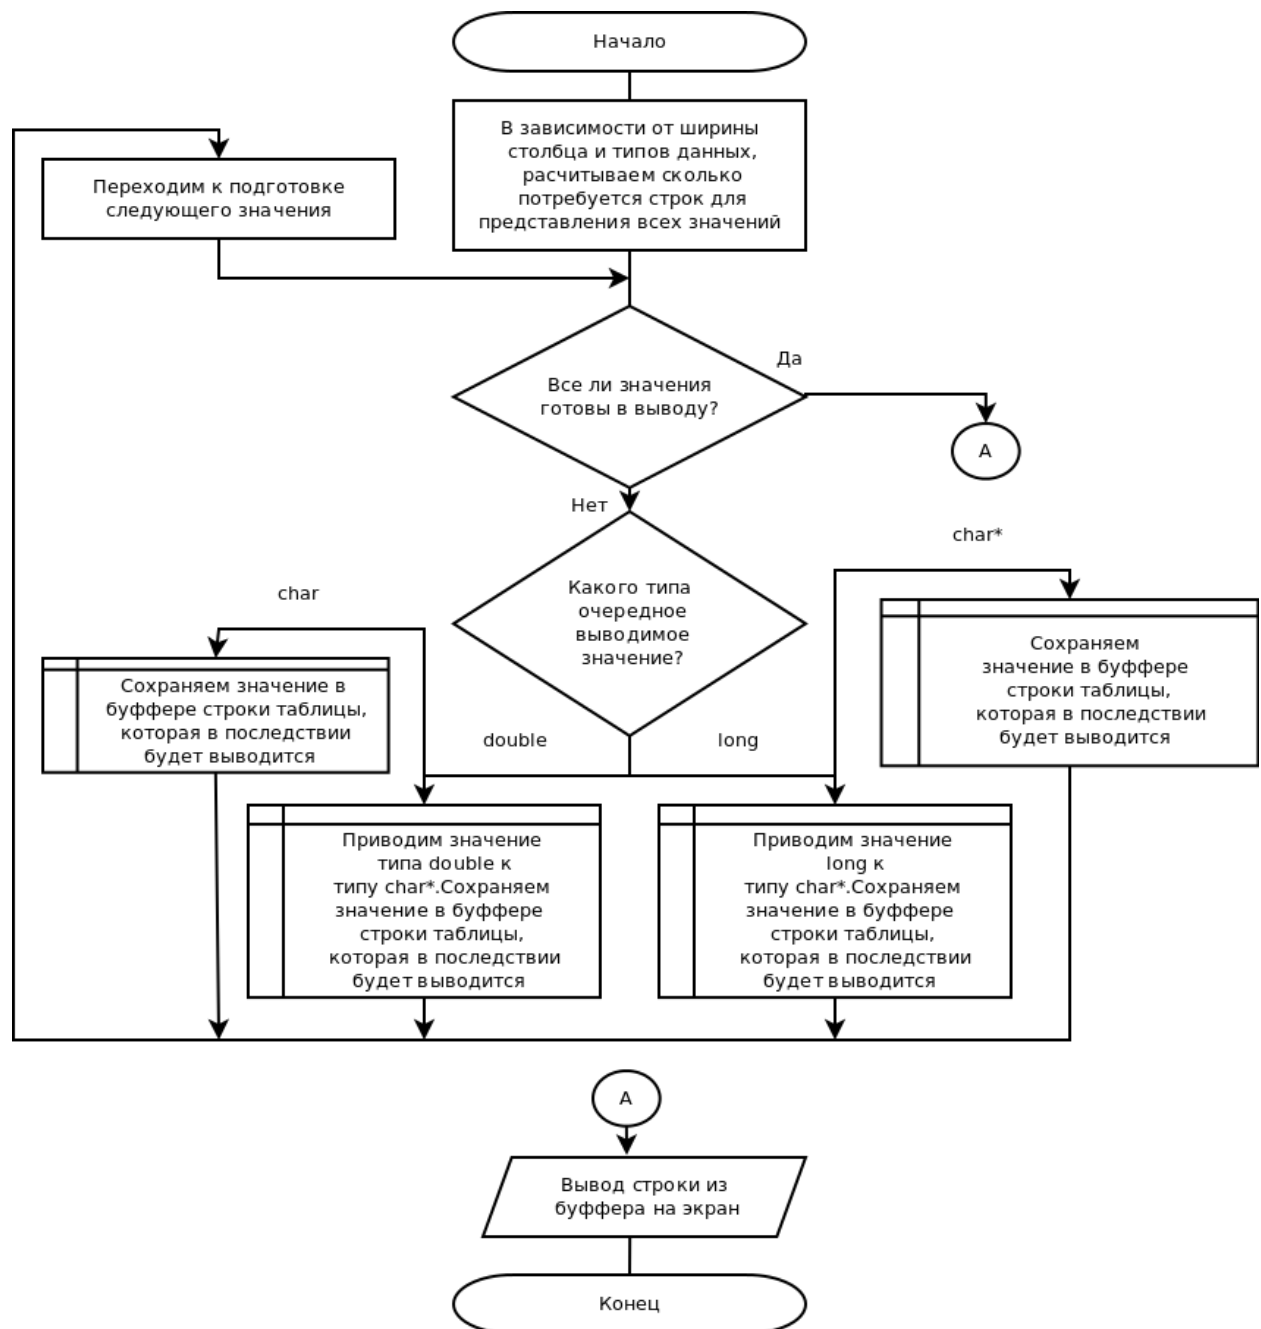 Начало
В зависимости от ширины
столбца и типов данных,
расчитываем сколько
потребуется строк для
представления всех значений
Переходим к подготовке
следующего значения
Все ли значения
готовы в выводу?
Да
А
Нет
char*
Какого типа
очередное
выводимое
значение?
char
Сохраняем
значение в буффере
строки таблицы,
которая в последствии
будет выводится
Сохраняем значение в
буффере строки таблицы,
которая в последствии
будет выводится
double
long
Приводим значение
типа double к
типу char*.Сохраняем
значение в буффере
строки таблицы,
которая в последствии
будет выводится
Приводим значение
long к
типу char*.Сохраняем
значение в буффере
строки таблицы,
которая в последствии
будет выводится
А
Вывод строки из
буффера на экран
Конец